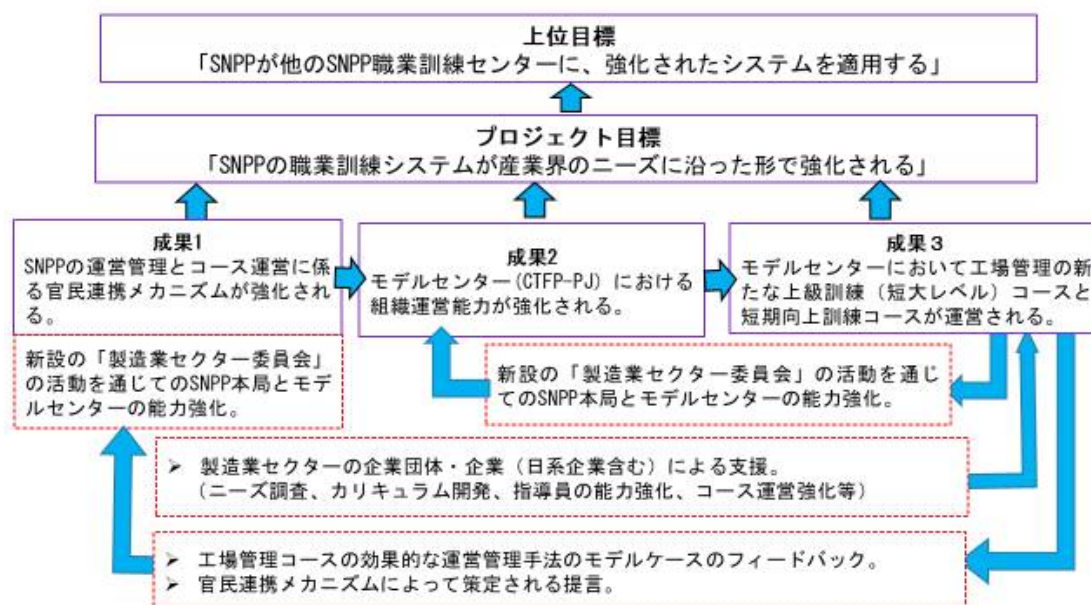 上位目標
「SNPPが他のSNPP職業訓練センターに、強化されたシステムを適用する」
プロジェクト目標
「SNPPの職業訓練システムが産業界のニーズに沿った形で強化される」
成果1
SNPPの運営管理とコース運営に係
る官民連携メカニズムが強化され
る。
新設の「製造業セクター委員会」
の活動を通じてのSNPP本局とモデ
ルセンターの能力強化。
成果2
モデルセンター(CTFP-PJ) における
組織運営能力が強化される。
成果３
モデルセンターにおいて工場管理の新
たな上級訓練（短大レベル）コースと
短期向上訓練コースが運営される。
新設の「製造業セクター委員会」の活動を通じ
てのSNPP本局とモデルセンターの能力強化。
➢ 製造業セクターの企業団体・企業（日系企業含む）による支援。
（ニーズ調査、カリキュラム開発、指導員の能力強化、コース運営強化等）
➢ 工場管理コースの効果的な運営管理手法のモデルケースのフィードバック。
➢ 官民連携メカニズムによって策定される提言。